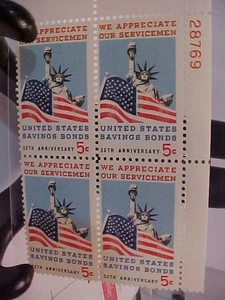 WE APPRECIATE WE APPRECIATE
OUR SERVICEMEN OUR SERVICEMEN
28769
UNITED STATES UNITED STATES
SAVINGS BONDS SAVINGS BONDS
25TH ANNIVERSARY 5c 25TH ANNIVERSARY 5c
WE APPRECIATE WE APPRECIATE
OUR SERVICEMEN OUR SERVICEMEN
UNITED STATES UNITED STATES
SAVINGS BONDS SAVINGS BONDS
25TH ANNIVERSARY 5c 25TH ANNIVERSARY 5c